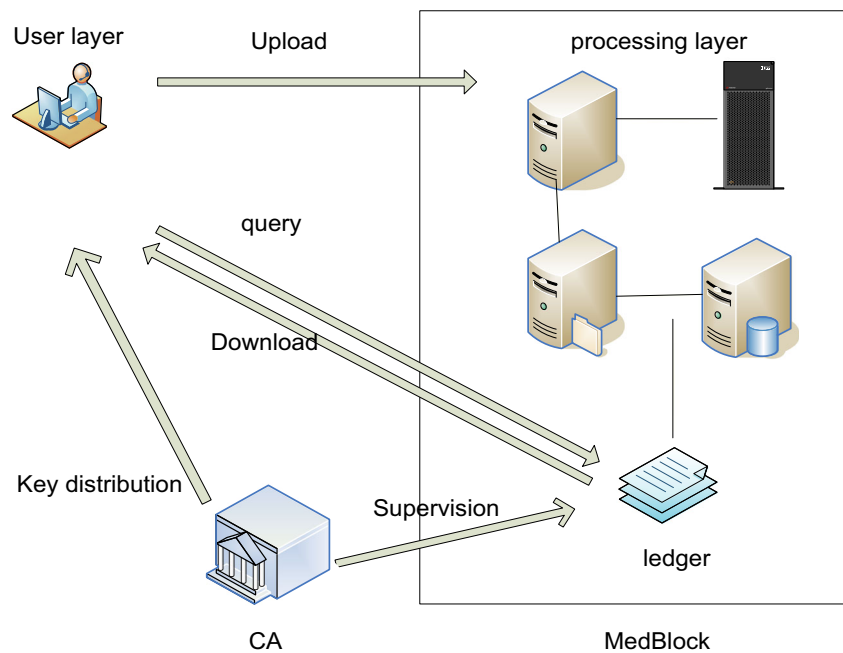 User layer
Upload
processing layer
query
Download
Key distribution
Supervision
ledger
CA
MedBlock